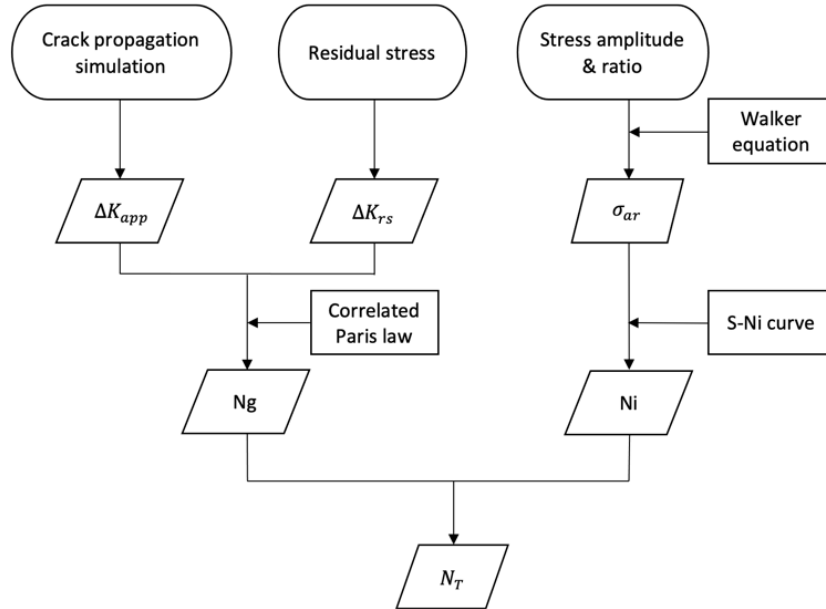 Crack propagation
simulation
Residual stress
Stress amplitude
& ratio
Walker
equation
ΔK_app
ΔK_rs
σ_ar
Correlated
Paris law
S-Ni curve
Ng
Ni
N_T